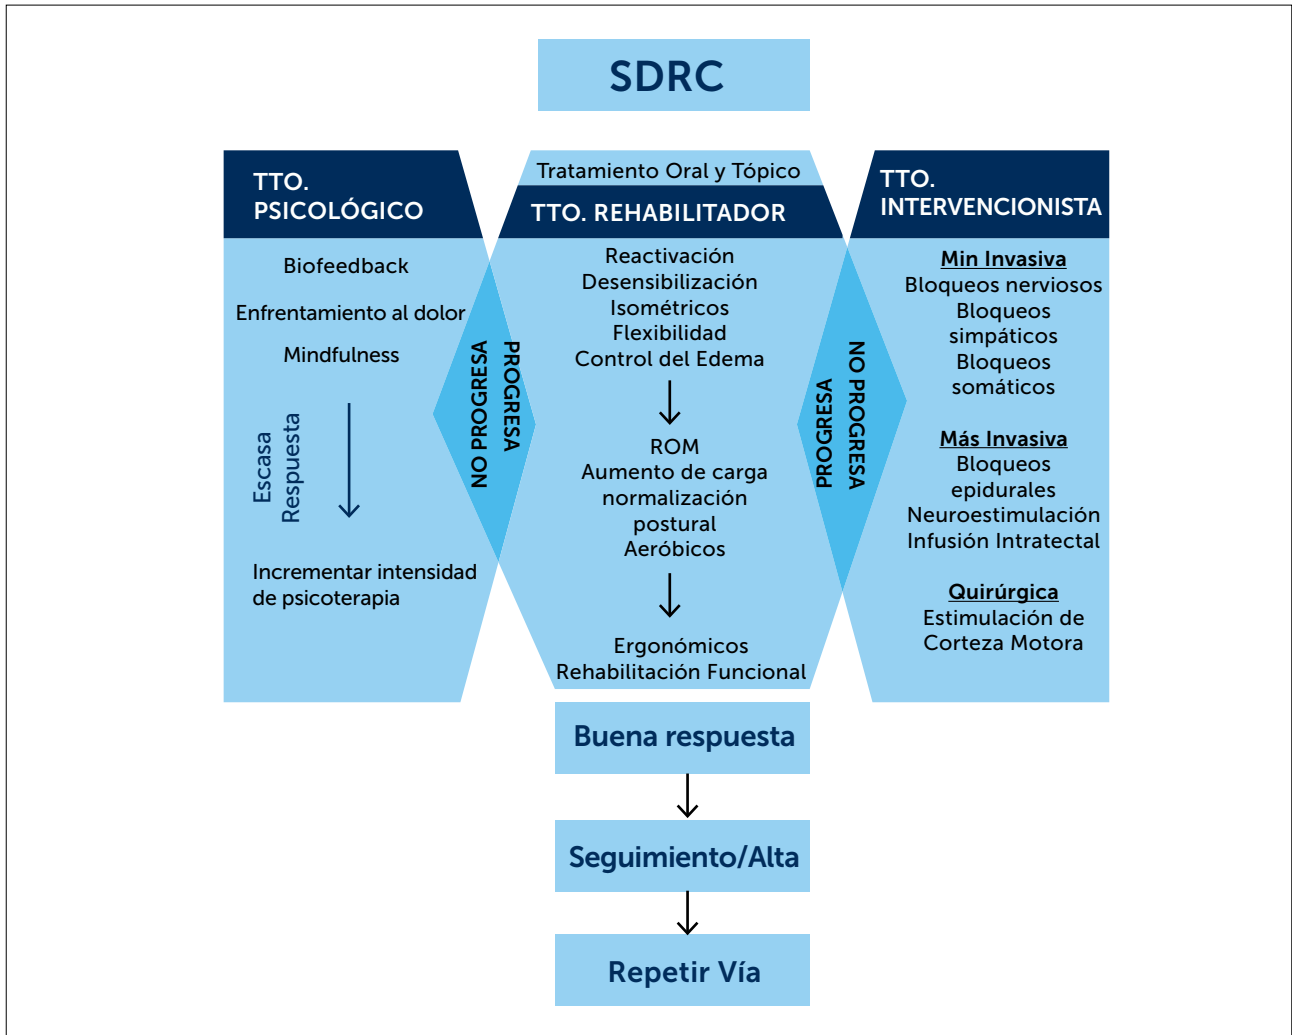 SDRC
TTO.
PSICOLÓGICO
Biofeedback
Enfrentamiento al dolor
Mindfulness
Escasa
Respuesta
Incrementar intensidad
de psicoterapia
NO PROGRESA
PROGRESA
Tratamiento Oral y Tópico
TTO. REHABILITADOR
Reactivación
Desensibilización
Isométricos
Flexibilidad
Control del Edema
ROM
Aumento de carga
normalización
postural
Aeróbicos
Ergonómicos
Rehabilitación Funcional
PROGRESA
NO PROGRESA
TTO.
INTERVENCIONISTA
Min Invasiva
Bloqueos nerviosos
Bloqueos
simpáticos
Bloqueos
somáticos
Más Invasiva
Bloqueos
epidurales
Neuroestimulación
Infusión Intratectal
Quirúrgica
Estimulación de
Corteza Motora
Buena respuesta
Seguimiento/Alta
Repetir Vía